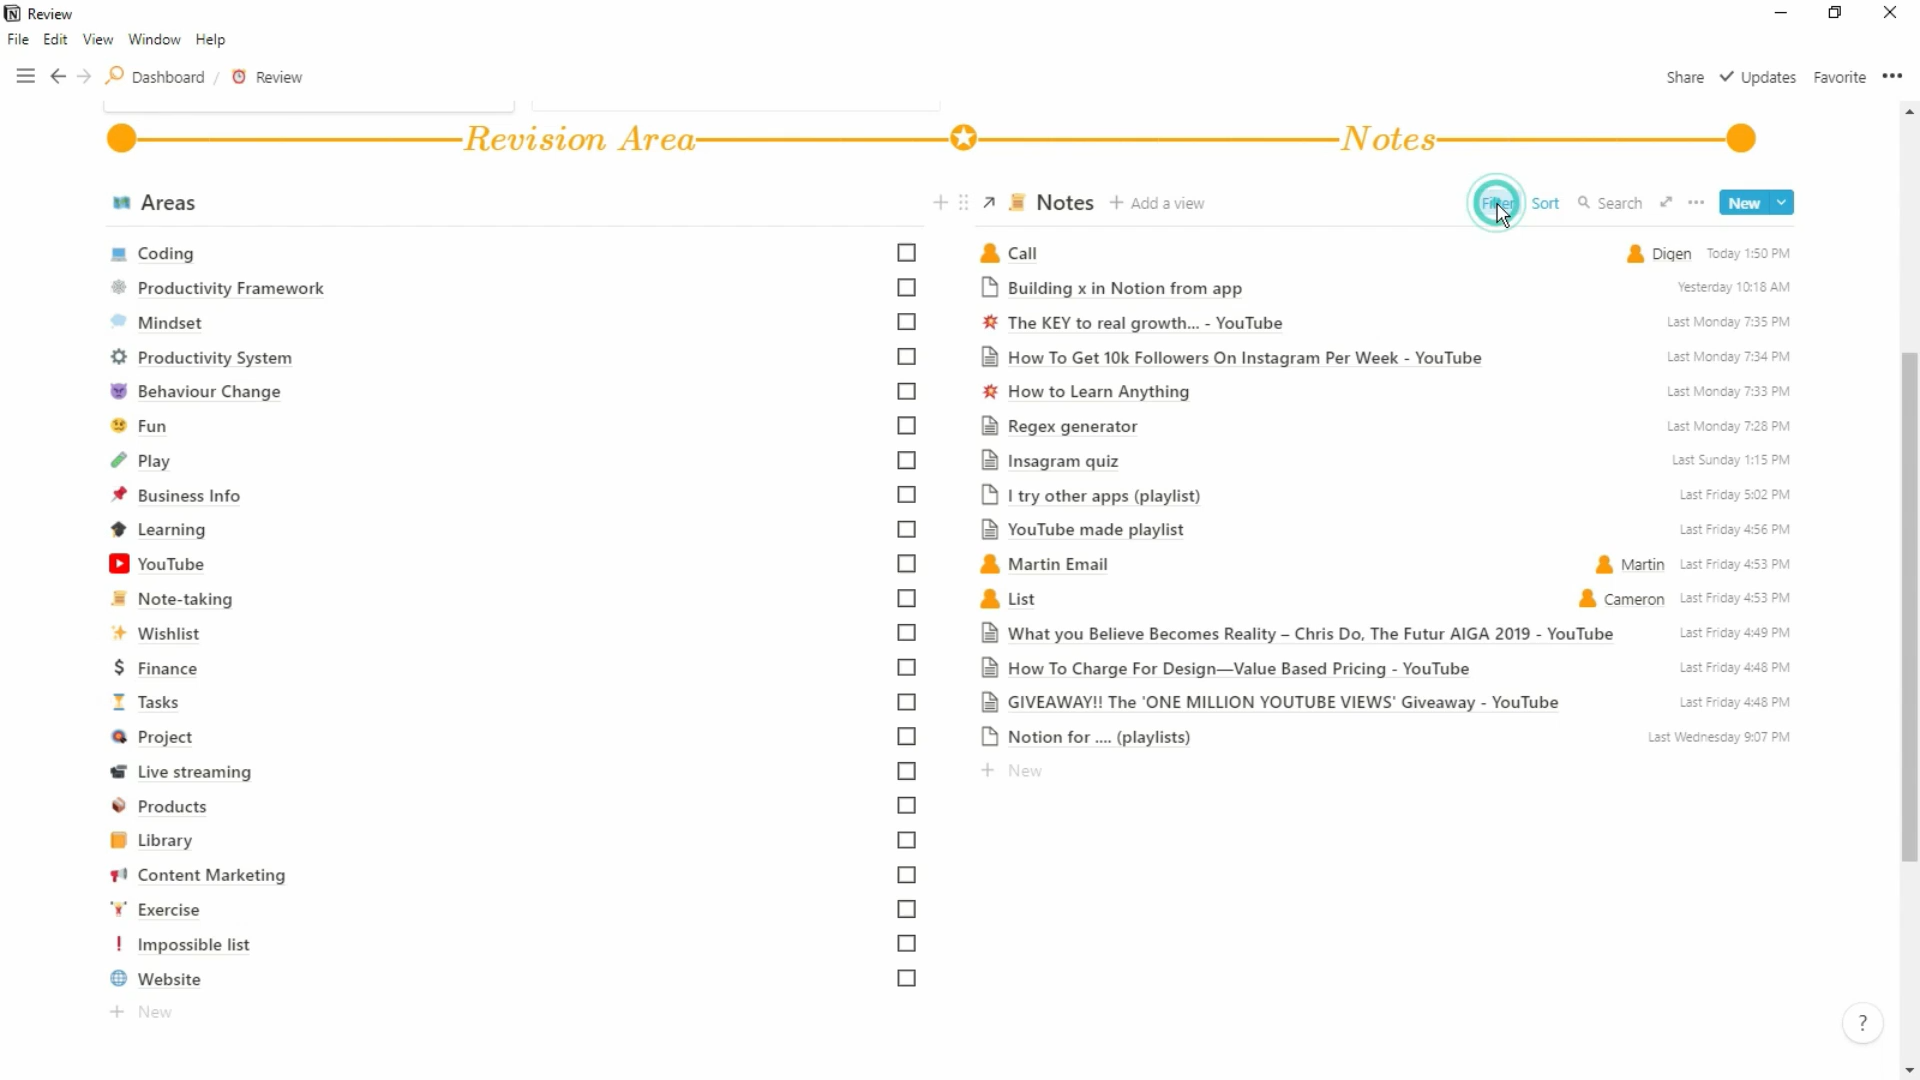 Review
File Edit View Window Help
Dashboard / Review
Share Updates Favorite
Revision Area
Notes
Areas
Notes + Add a view
Filter Sort Search New
Coding
Productivity Framework
Mindset
Productivity System
Behaviour Change
Fun
Play
Business Info
Learning
YouTube
Note-taking
Wishlist
Finance
Tasks
Project
Live streaming
Products
Library
Content Marketing
Exercise
Impossible list
Website
+ New
Call Digen Today 1:50 PM
Building x in Notion from app Yesterday 10:18 AM
The KEY to real growth... - YouTube Last Monday 7:35 PM
How To Get 10k Followers On Instagram Per Week - YouTube Last Monday 7:34 PM
How to Learn Anything Last Monday 7:33 PM
Regex generator Last Monday 7:28 PM
Insagram quiz Last Sunday 1:15 PM
I try other apps (playlist) Last Friday 5:02 PM
YouTube made playlist Last Friday 4:56 PM
Martin Email Martin Last Friday 4:53 PM
List Cameron Last Friday 4:53 PM
What you Believe Becomes Reality – Chris Do, The Futur AIGA 2019 - YouTube Last Friday 4:49 PM
How To Charge For Design—Value Based Pricing - YouTube Last Friday 4:48 PM
GIVEAWAY!! The 'ONE MILLION YOUTUBE VIEWS' Giveaway - YouTube Last Friday 4:48 PM
Notion for .... (playlists) Last Wednesday 9:07 PM
+ New
?